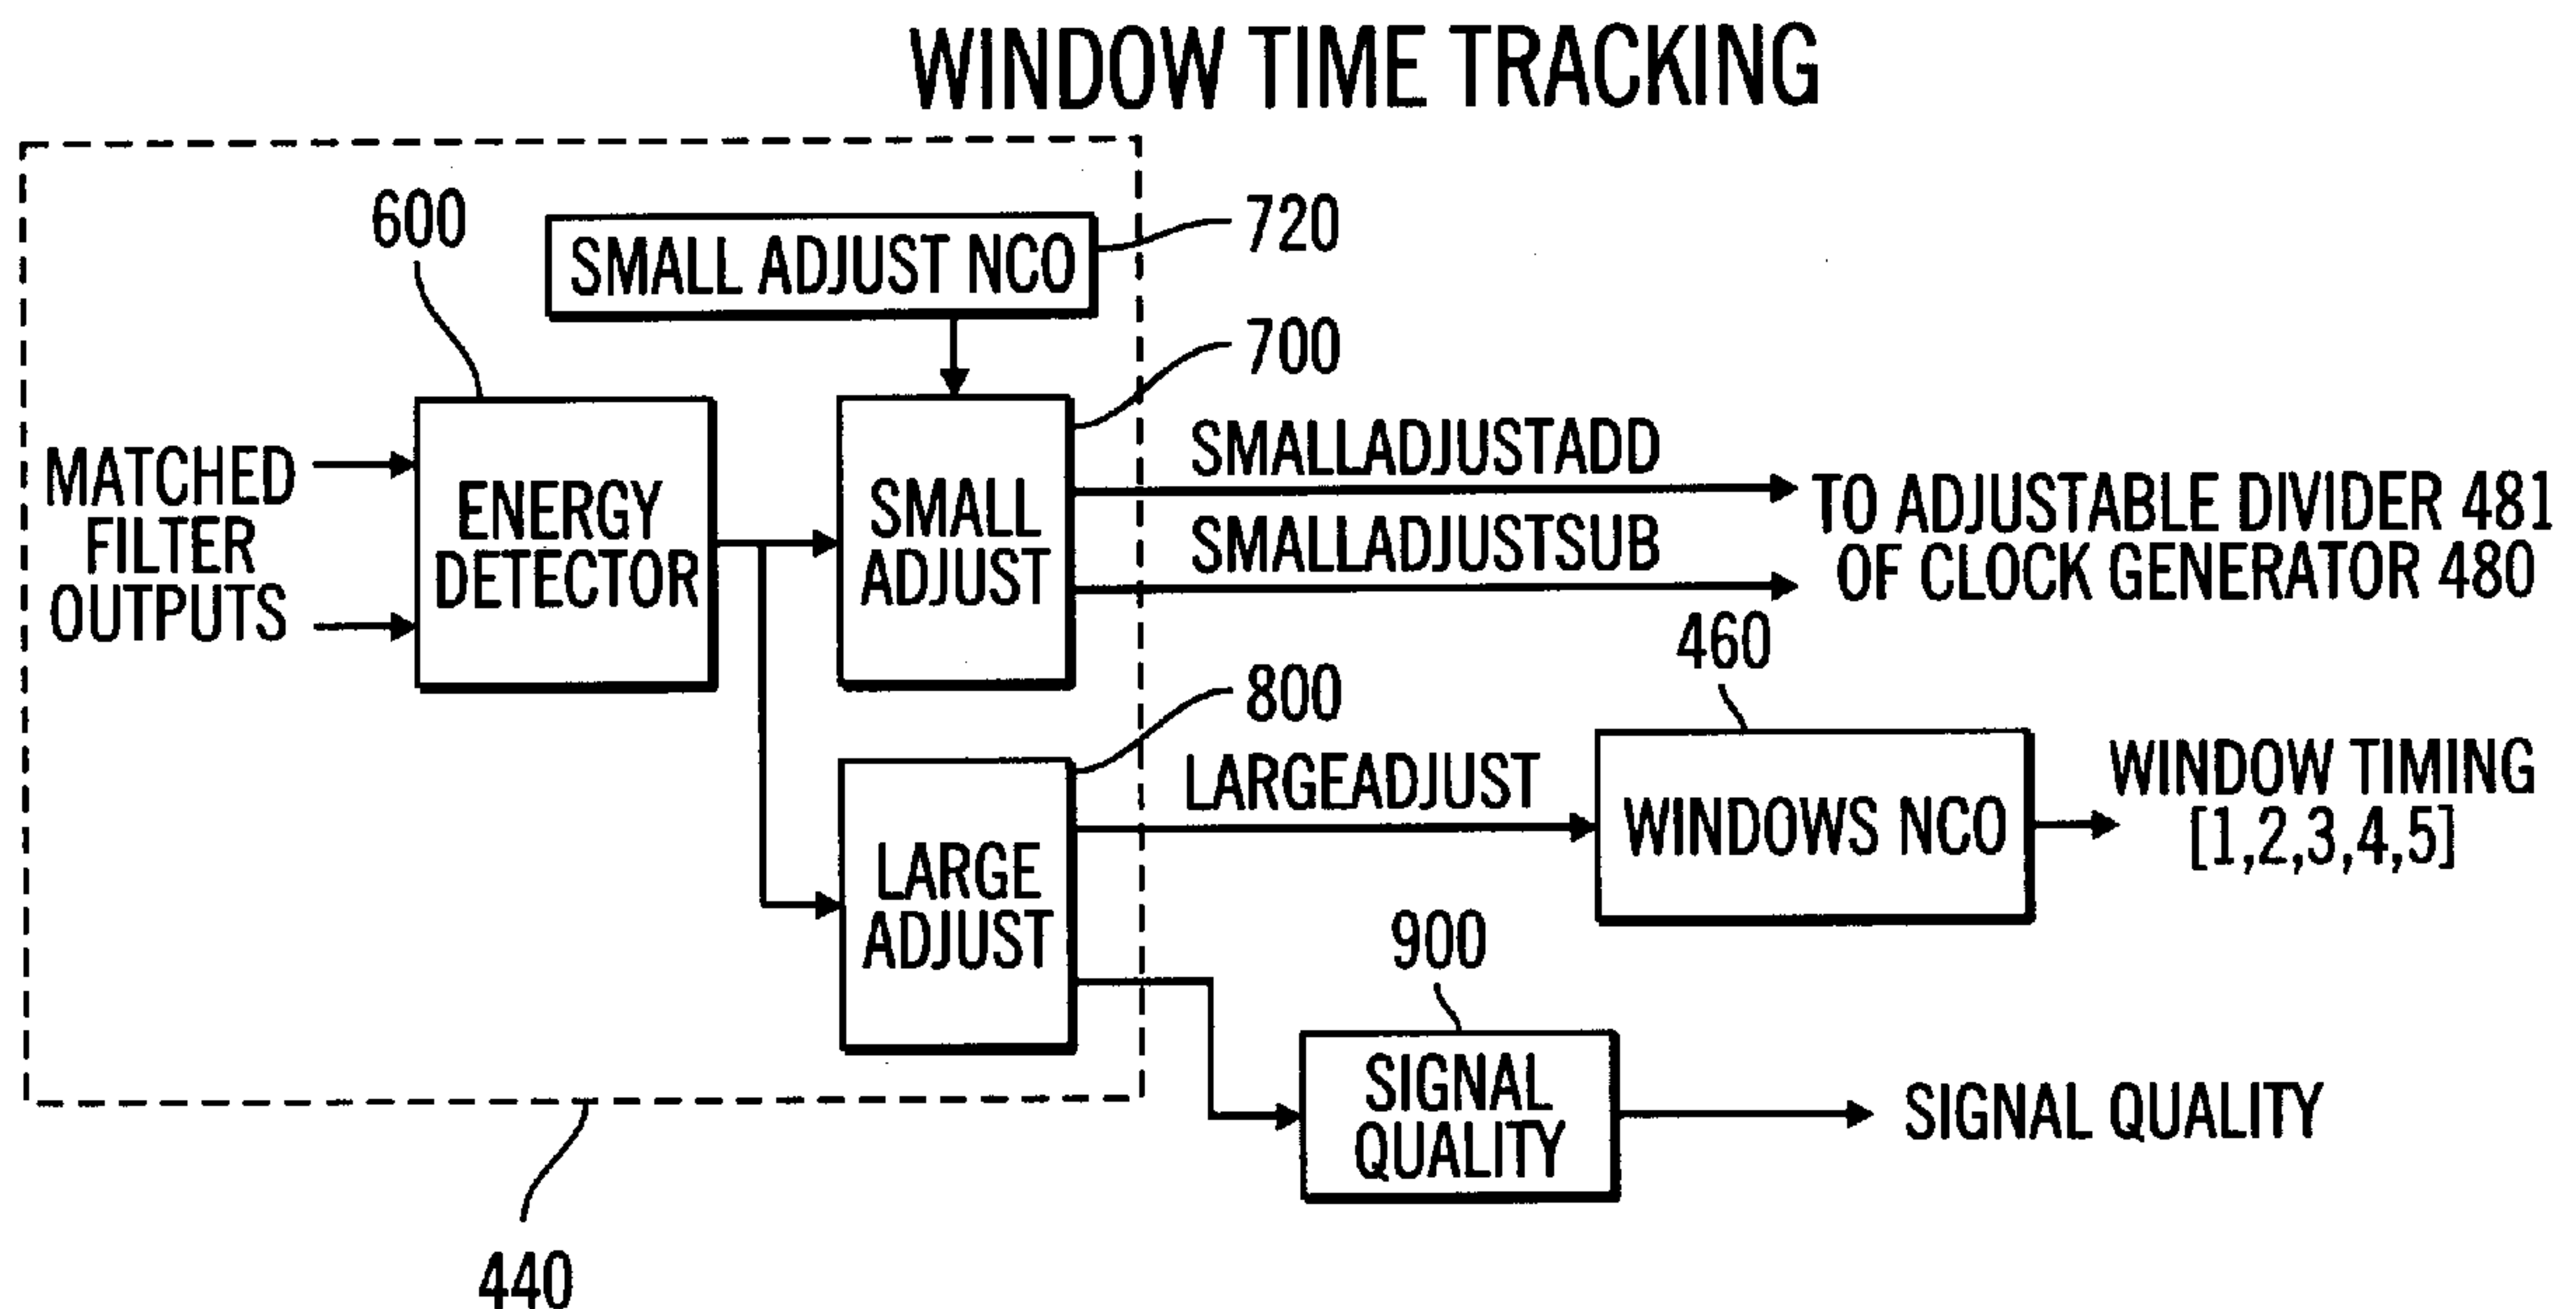 WINDOW TIME TRACKING
600
SMALL ADJUST NCO
720
700
MATCHED
FILTER
OUTPUTS
ENERGY
DETECTOR
SMALL
ADJUST
SMALLADJUSTADD
SMALLADJUSTSUB
TO ADJUSTABLE DIVIDER 481
OF CLOCK GENERATOR 480
460
800
LARGE
ADJUST
LARGEADJUST
WINDOWS NCO
WINDOW TIMING
[1,2,3,4,5]
900
SIGNAL
QUALITY
SIGNAL QUALITY
440